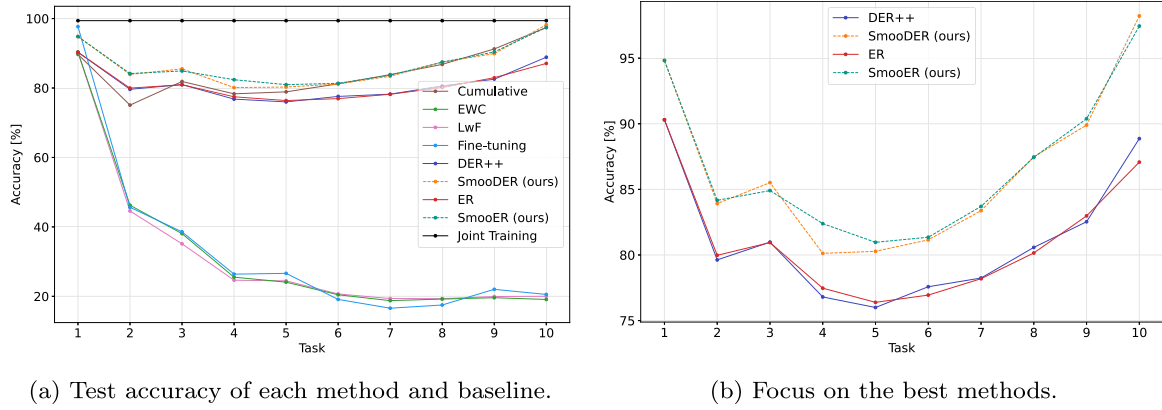 100
80
60
40
20
Accuracy [%]
1 2 3 4 5 6 7 8 9 10
Task
Cumulative
EWC
LwF
Fine-tuning
DER++
SmooDER (ours)
ER
SmooER (ours)
Joint Training
(a) Test accuracy of each method and baseline.
95
90
85
80
75
Accuracy [%]
1 2 3 4 5 6 7 8 9 10
Task
DER++
SmooDER (ours)
ER
SmooER (ours)
(b) Focus on the best methods.